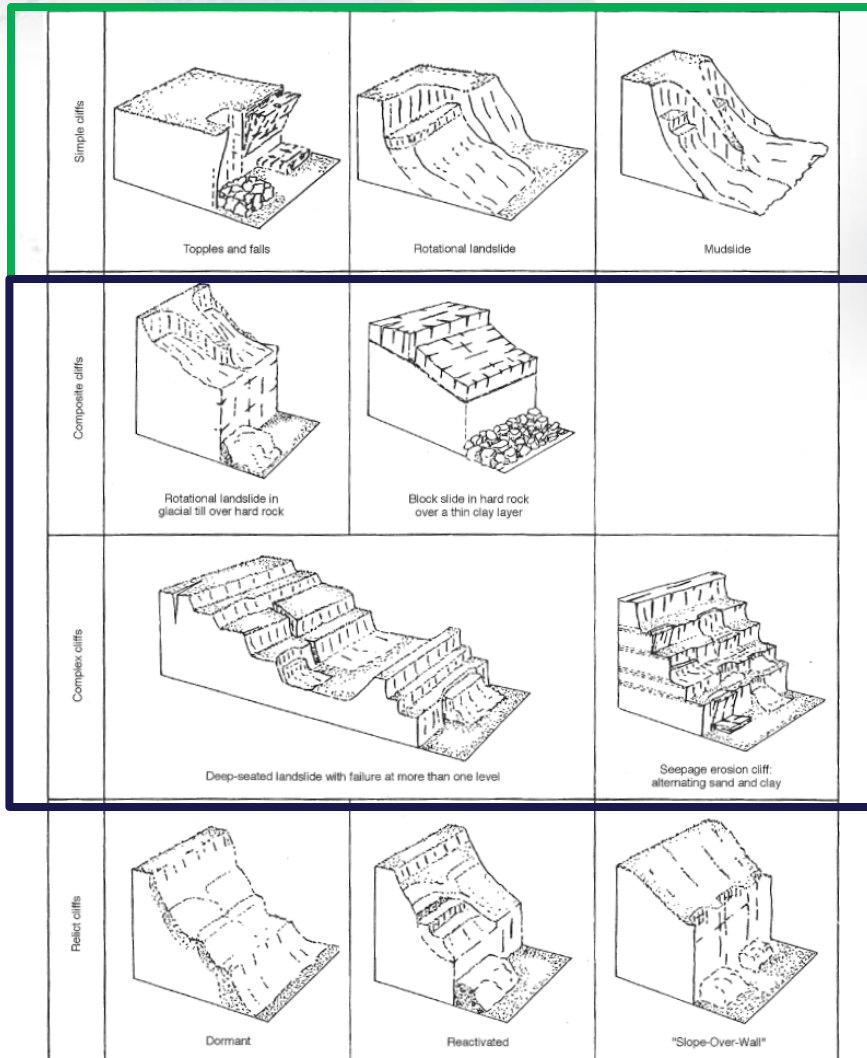 Simple cliffs
Topples and falls
Rotational landslide
Mudslide
Composite cliffs
Rotational landslide in
glacial till over hard rock
Block slide in hard rock
over a thin clay layer
Complex cliffs
Deep-seated landslide with failure at more than one level
Seepage erosion cliff:
alternating sand and clay
Relict cliffs
Dormant
Reactivated
"Slope-Over-Wall"